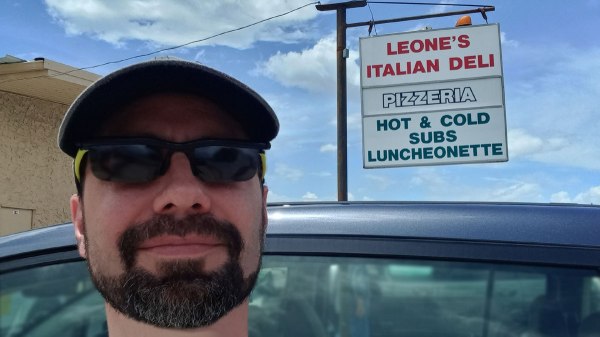 LEONE'S
ITALIAN DELI
PIZZERIA
HOT & COLD
SUBS
LUNCHEONETTE